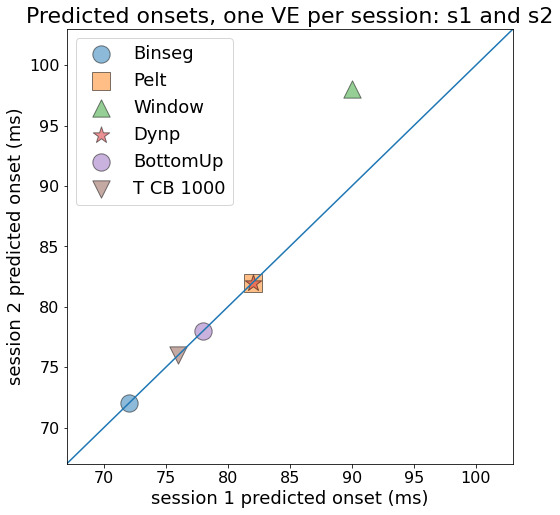 Predicted onsets, one VE per session: s1 and s2
Binseg
Pelt
Window
Dynp
BottomUp
T CB 1000
100
95
90
85
80
75
70
session 2 predicted onset (ms)
70 75 80 85 90 95 100
session 1 predicted onset (ms)